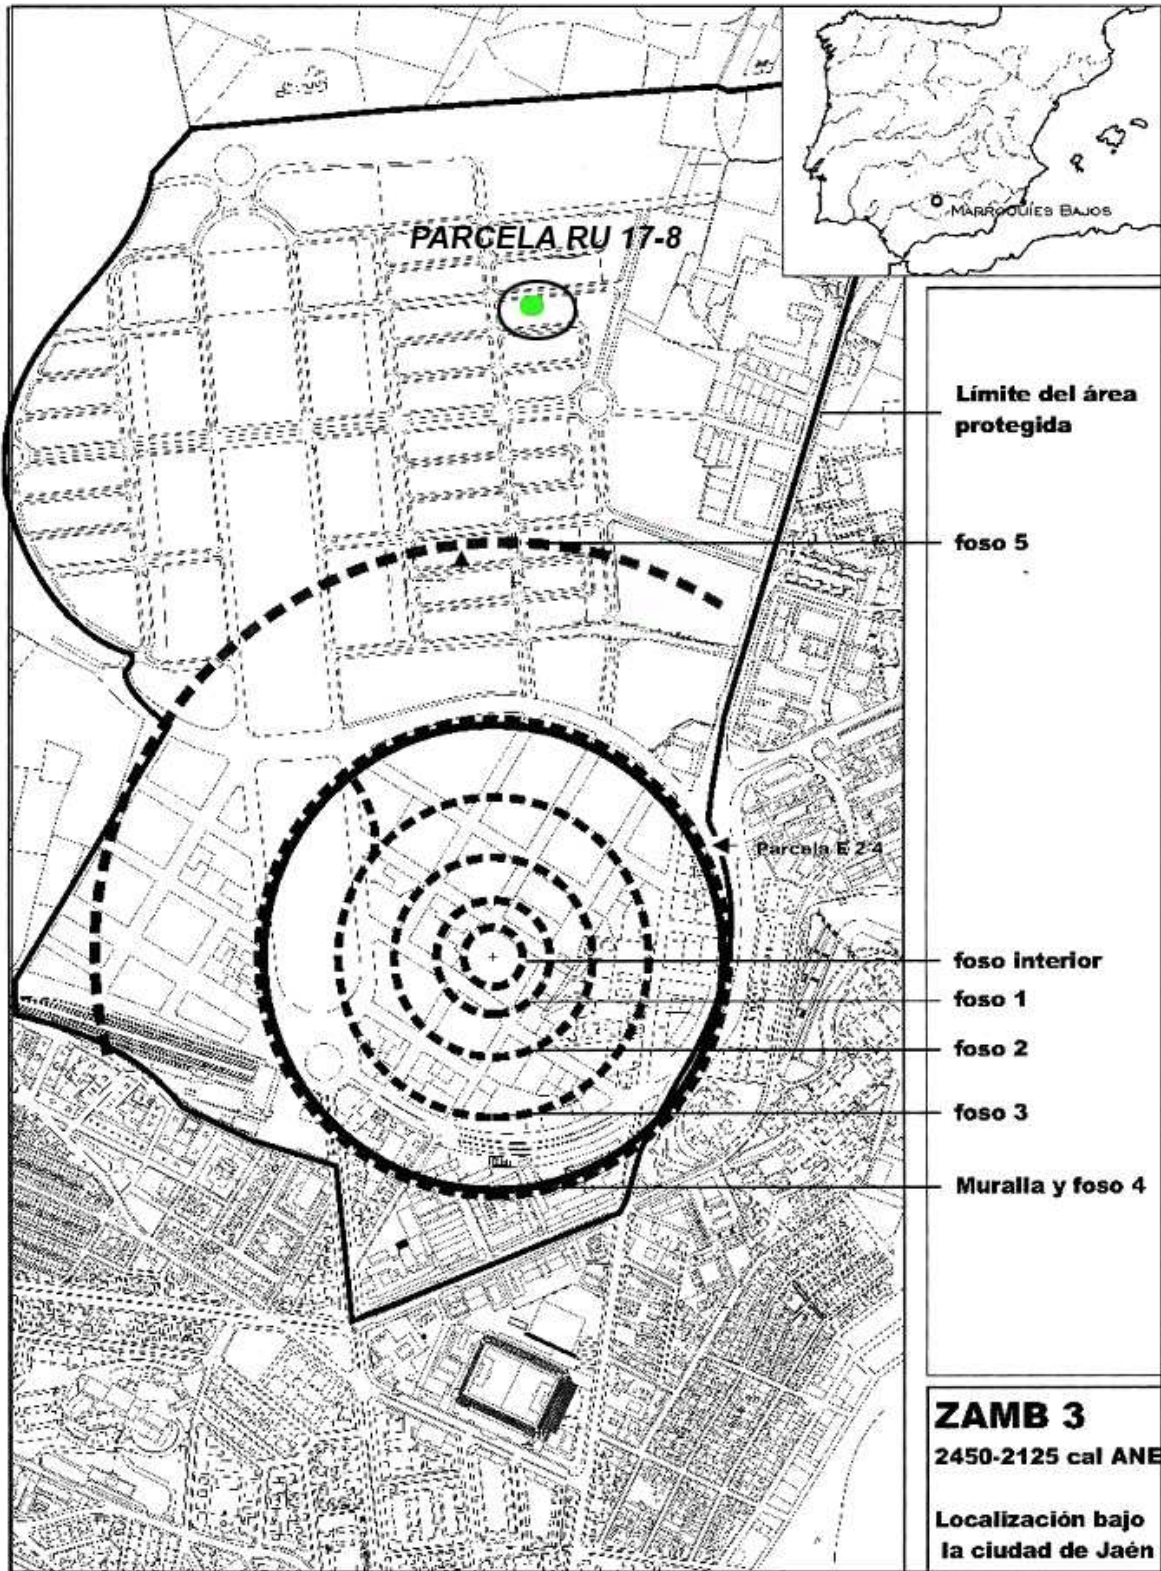 MARROQUIES BAJOS
PARCELA RU 17-8
Límite del área
protegida
foso 5
Parcela E 2-4
foso interior
foso 1
foso 2
foso 3
Muralla y foso 4
ZAMB 3
2450-2125 cal ANE
Localización bajo
la ciudad de Jaén